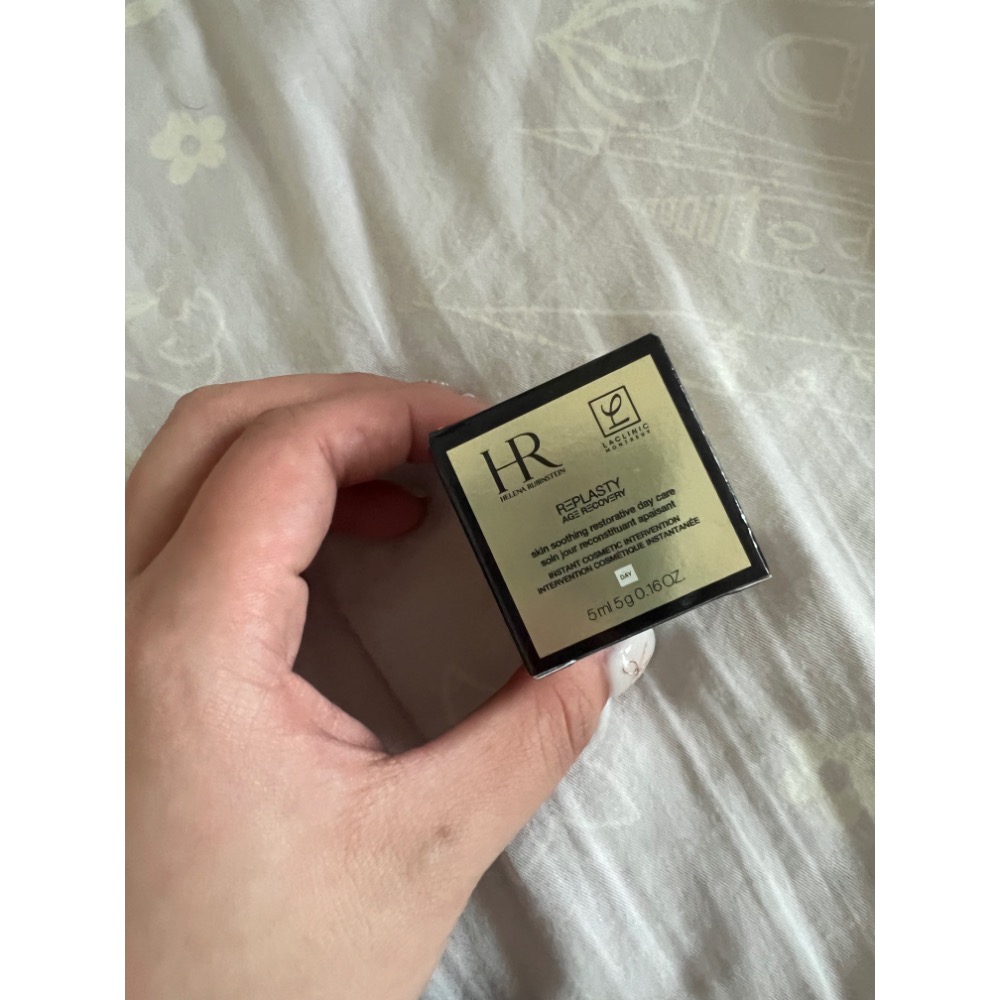 HR
HELENA RUBINSTEIN
LACLINIC
MONTREUX
REPLASTY
AGE RECOVERY
skin soothing restorative day care
soin jour reconstituant apaisant
INSTANT COSMETIC INTERVENTION
INTERVENTION COSMÉTIQUE INSTANTANÉE
DAY
5 ml 5 g 0.16 OZ.